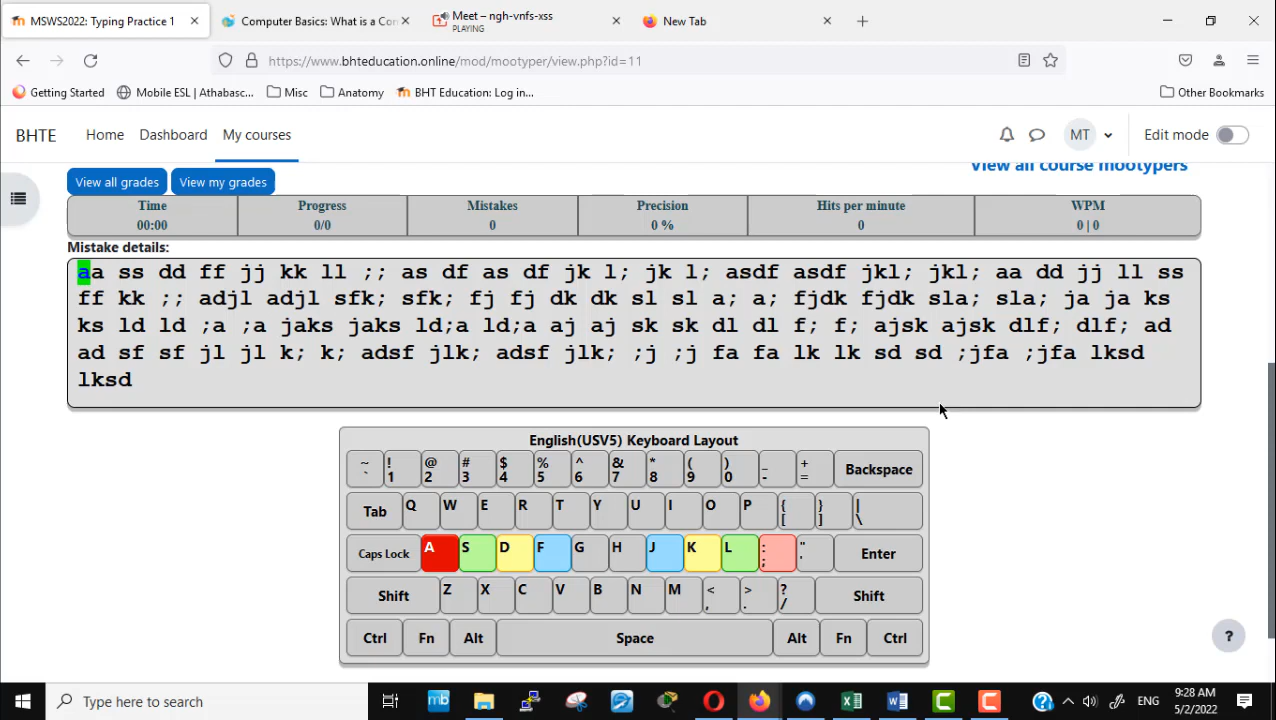 MSWS2022: Typing Practice 1
Computer Basics: What is a Con
Meet – ngh-vnfs-xss
PLAYING
New Tab
https://www.bhteducation.online/mod/mootyper/view.php?id=11
Getting Started
Mobile ESL | Athabasc...
Misc
Anatomy
BHT Education: Log in...
Other Bookmarks
BHTE
Home
Dashboard
My courses
MT
Edit mode
View all course mootypers
View all grades
View my grades
Time
Progress
Mistakes
Precision
Hits per minute
WPM
00:00
0/0
0
0 %
0
0 | 0
Mistake details:
aa ss dd ff jj kk ll ;; as df as df jk l; jk l; asdf asdf jkl; jkl; aa dd jj ll ss
ff kk ;; adjl adjl sfk; sfk; fj fj dk dk sl sl a; a; fjdk fjdk sla; sla; ja ja ks
ks ld ld ;a ;a jaks jaks ld;a ld;a aj aj sk sk dl dl f; f; ajsk ajsk dlf; dlf; ad
ad sf sf jl jl k; k; adsf jlk; adsf jlk; ;j ;j fa fa lk lk sd sd ;jfa ;jfa lksd
lksd
English(USV5) Keyboard Layout
~ ! @ # $ % ^ & * ( ) _ +
` 1 2 3 4 5 6 7 8 9 0 - = Backspace
Tab Q W E R T Y U I O P { } |
[ ] \
Caps Lock A S D F G H J K L : " Enter
; '
Shift Z X C V B N M < > ? Shift
, . /
Ctrl Fn Alt Space Alt Fn Ctrl
?
Type here to search
mb
ENG
9:28 AM
5/2/2022